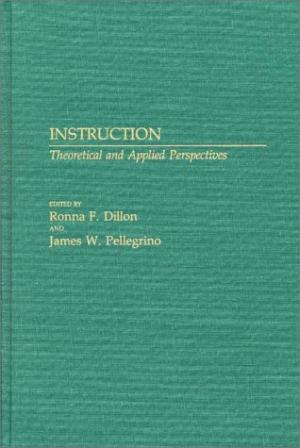 INSTRUCTION
Theoretical and Applied Perspectives
EDITED BY
Ronna F. Dillon
AND
James W. Pellegrino